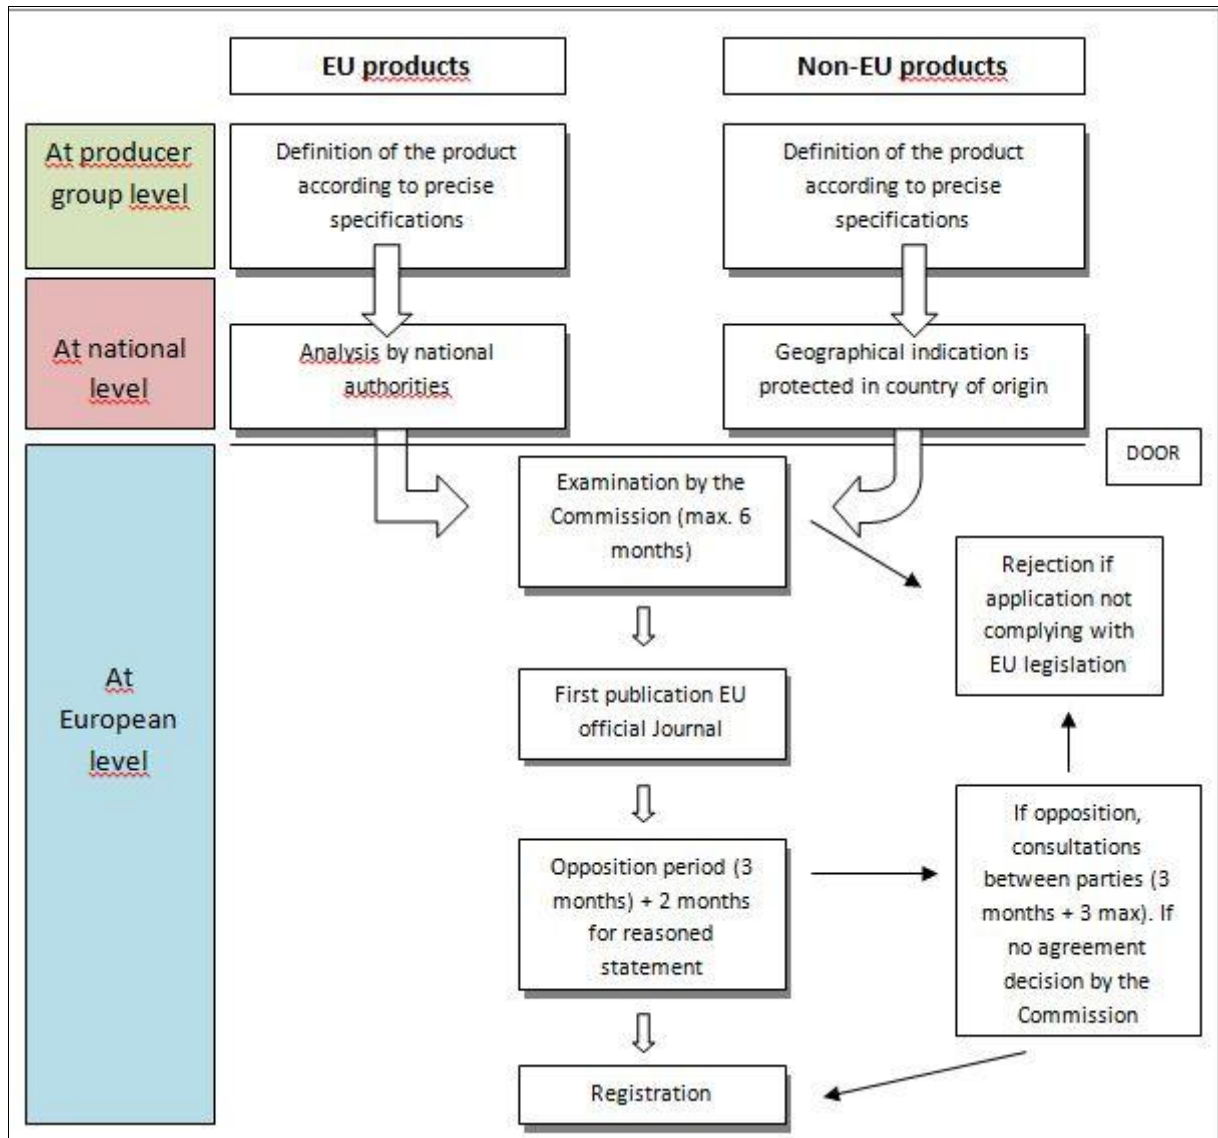 EU products
Non-EU products
At producer
group level
Definition of the product
according to precise
specifications
Definition of the product
according to precise
specifications
At national
level
Analysis by national
authorities
Geographical indication is
protected in country of origin
DOOR
At
European
level
Examination by the
Commission (max. 6
months)
Rejection if
application not
complying with
EU legislation
First publication EU
official Journal
Opposition period (3
months) + 2 months
for reasoned
statement
If opposition,
consultations
between parties (3
months + 3 max). If
no agreement
decision by the
Commission
Registration